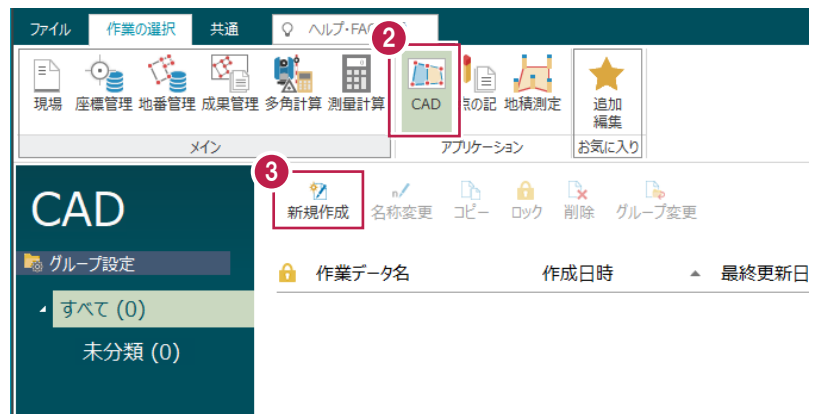 ファイル 作業の選択 共通 ヘルプ・FA
2
現場 座標管理 地番管理 成果管理 多角計算 測量計算 CAD 点の記 地積測定 追加
編集
メイン アプリケーション お気に入り
3
CAD
新規作成 名称変更 コピー ロック 削除 グループ変更
グループ設定
作業データ名 作成日時 最終更新日
すべて (0)
未分類 (0)